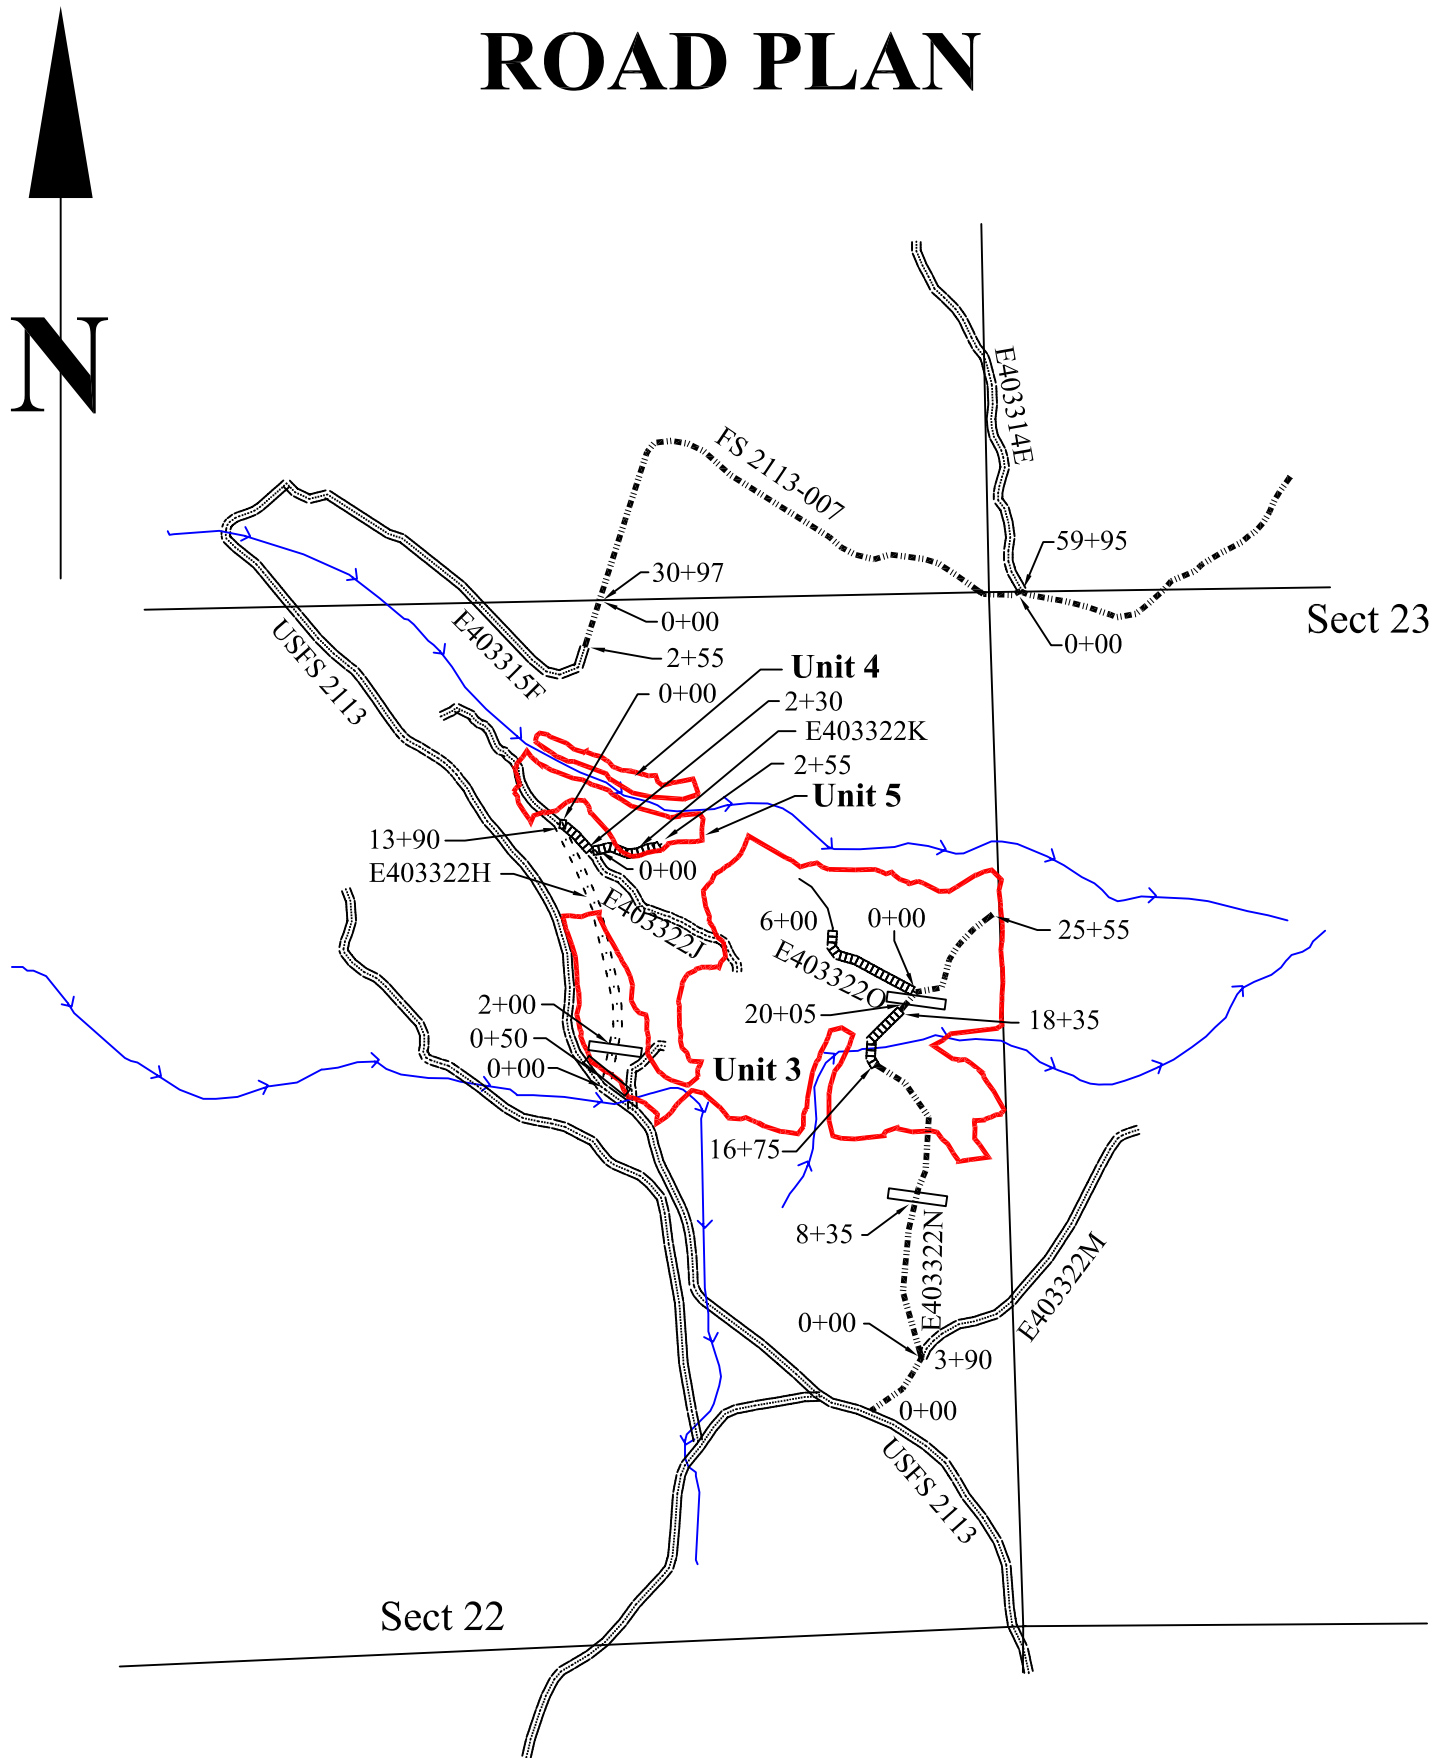 ROAD PLAN
N
E403314E
FS 2113-007
59+95
30+97
0+00
Sect 23
0+00
2+55
E403315F
USFS 2113
Unit 4
0+00
2+30
E403322K
2+55
Unit 5
13+90
E403322H
0+00
E403322J
6+00
0+00
25+55
E403322O
2+00
20+05
18+35
0+50
0+00
Unit 3
16+75
8+35
E403322N
E403322M
0+00
3+90
0+00
USFS 2113
Sect 22